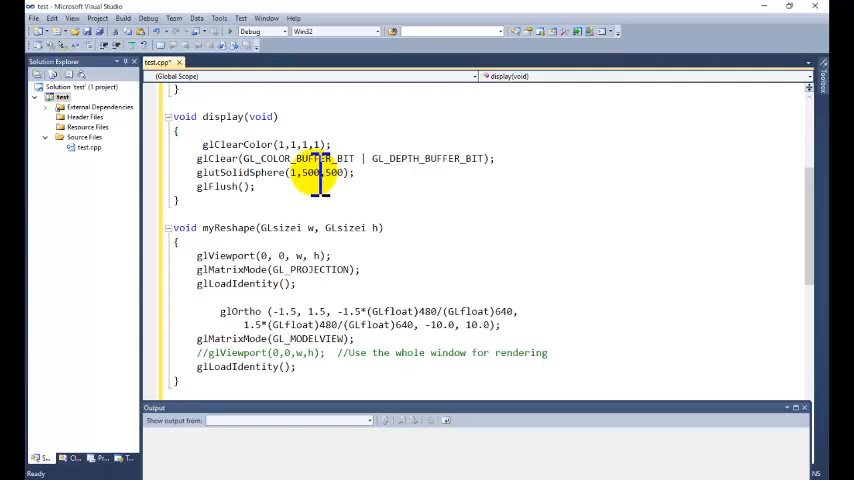 test - Microsoft Visual Studio
File Edit View Project Build Debug Team Data Tools Test Window Help
Debug Win32
Solution Explorer
test.cpp*
(Global Scope) display(void)
Solution 'test' (1 project)
test
External Dependencies
Header Files
Resource Files
Source Files
test.cpp
}
void display(void)
{
glClearColor(1,1,1,1);
glClear(GL_COLOR_BUFFER_BIT | GL_DEPTH_BUFFER_BIT);
glutSolidSphere(1,500,500);
glFlush();
}
void myReshape(GLsizei w, GLsizei h)
{
glViewport(0, 0, w, h);
glMatrixMode(GL_PROJECTION);
glLoadIdentity();
glOrtho (-1.5, 1.5, -1.5*(GLfloat)480/(GLfloat)640,
1.5*(GLfloat)480/(GLfloat)640, -10.0, 10.0);
glMatrixMode(GL_MODELVIEW);
//glViewport(0,0,w,h); //Use the whole window for rendering
glLoadIdentity();
}
Toolbox
Output
Show output from:
S... Cl... Pr... T...
Ready